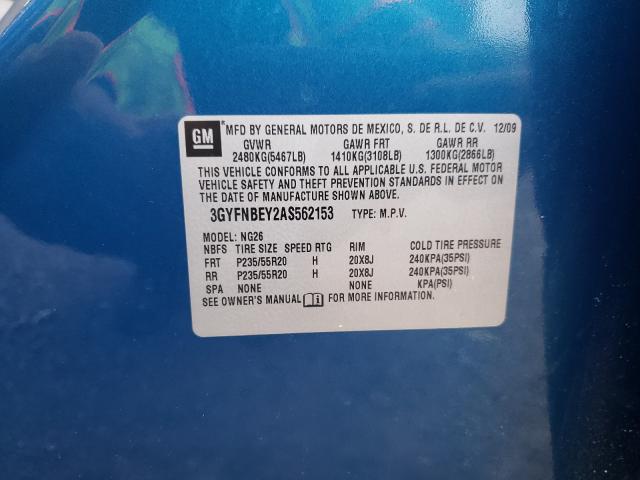 GM *MFD BY GENERAL MOTORS DE MEXICO, S. DE R.L. DE C.V. 12/09
GVWR GAWR FRT GAWR RR
2480KG(5467LB) 1410KG(3108LB) 1300KG(2866LB)
THIS VEHICLE CONFORMS TO ALL APPLICABLE U.S. FEDERAL MOTOR
VEHICLE SAFETY AND THEFT PREVENTION STANDARDS IN EFFECT ON
THE DATE OF MANUFACTURE SHOWN ABOVE.
3GYFNBEY2AS562153 TYPE: M.P.V.
MODEL: NG26
NBFS TIRE SIZE SPEED RTG RIM COLD TIRE PRESSURE
FRT P235/55R20 H 20X8J 240KPA(35PSI)
RR P235/55R20 H 20X8J 240KPA(35PSI)
SPA NONE NONE KPA(PSI)
SEE OWNER'S MANUAL FOR MORE INFORMATION.